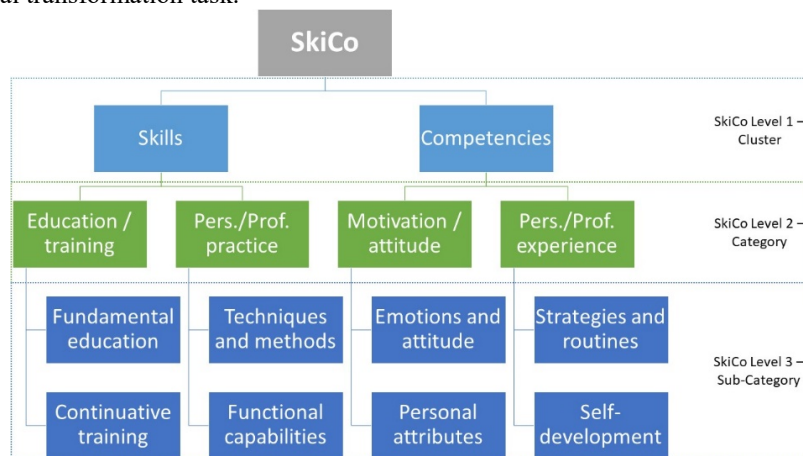 transformation task.
SkiCo
Skills
Competencies
SkiCo Level 1 –
Cluster
Education /
training
Pers./Prof.
practice
Motivation /
attitude
Pers./Prof.
experience
SkiCo Level 2 –
Category
Fundamental
education
Techniques
and methods
Emotions and
attitude
Strategies and
routines
SkiCo Level 3 –
Sub-Category
Continuative
training
Functional
capabilities
Personal
attributes
Self-
development